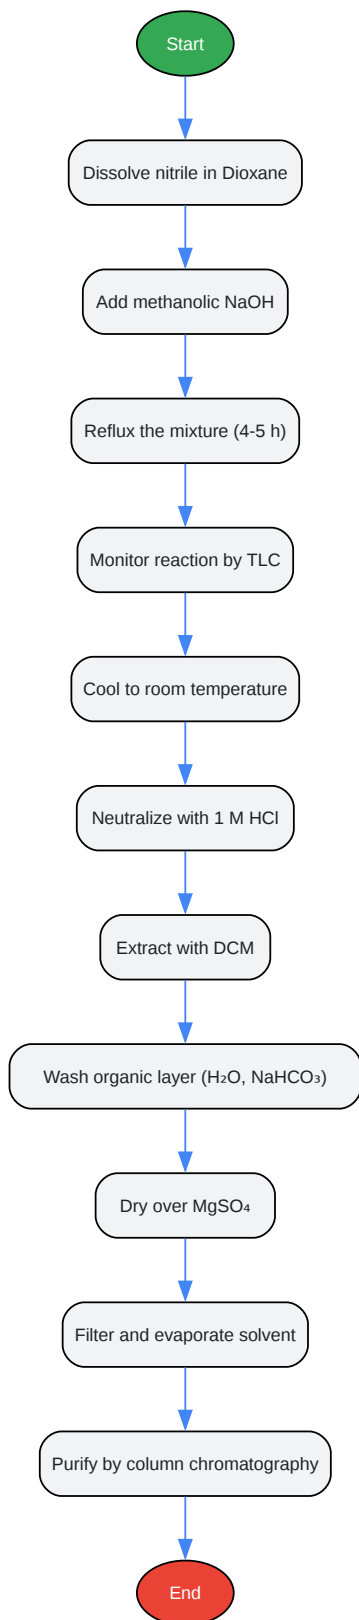 Start
Dissolve nitrile in Dioxane
Add methanolic NaOH
Reflux the mixture (4-5 h)
Monitor reaction by TLC
Cool to room temperature
Neutralize with 1 M HCl
Extract with DCM
Wash organic layer (H₂O, NaHCO₃)
Dry over MgSO₄
Filter and evaporate solvent
Purify by column chromatography
End